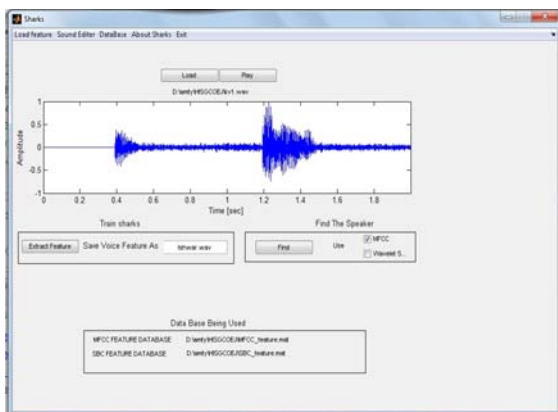 Sharks
Load feature Sound Editer DataBase About Sharks Exit
Load Play
1
0.5
0
-0.5
-1
Amplitude
0 0.2 0.4 0.6 0.8 1 1.2 1.4 1.6 1.8
Time [sec]
Train sharks
Find The Speaker
Extract Feature Save Voice Feature As
Find Use MFCC
Wavelet S...
Data Base Being Used
MFCC FEATURE DATABASE
SBC FEATURE DATABASE